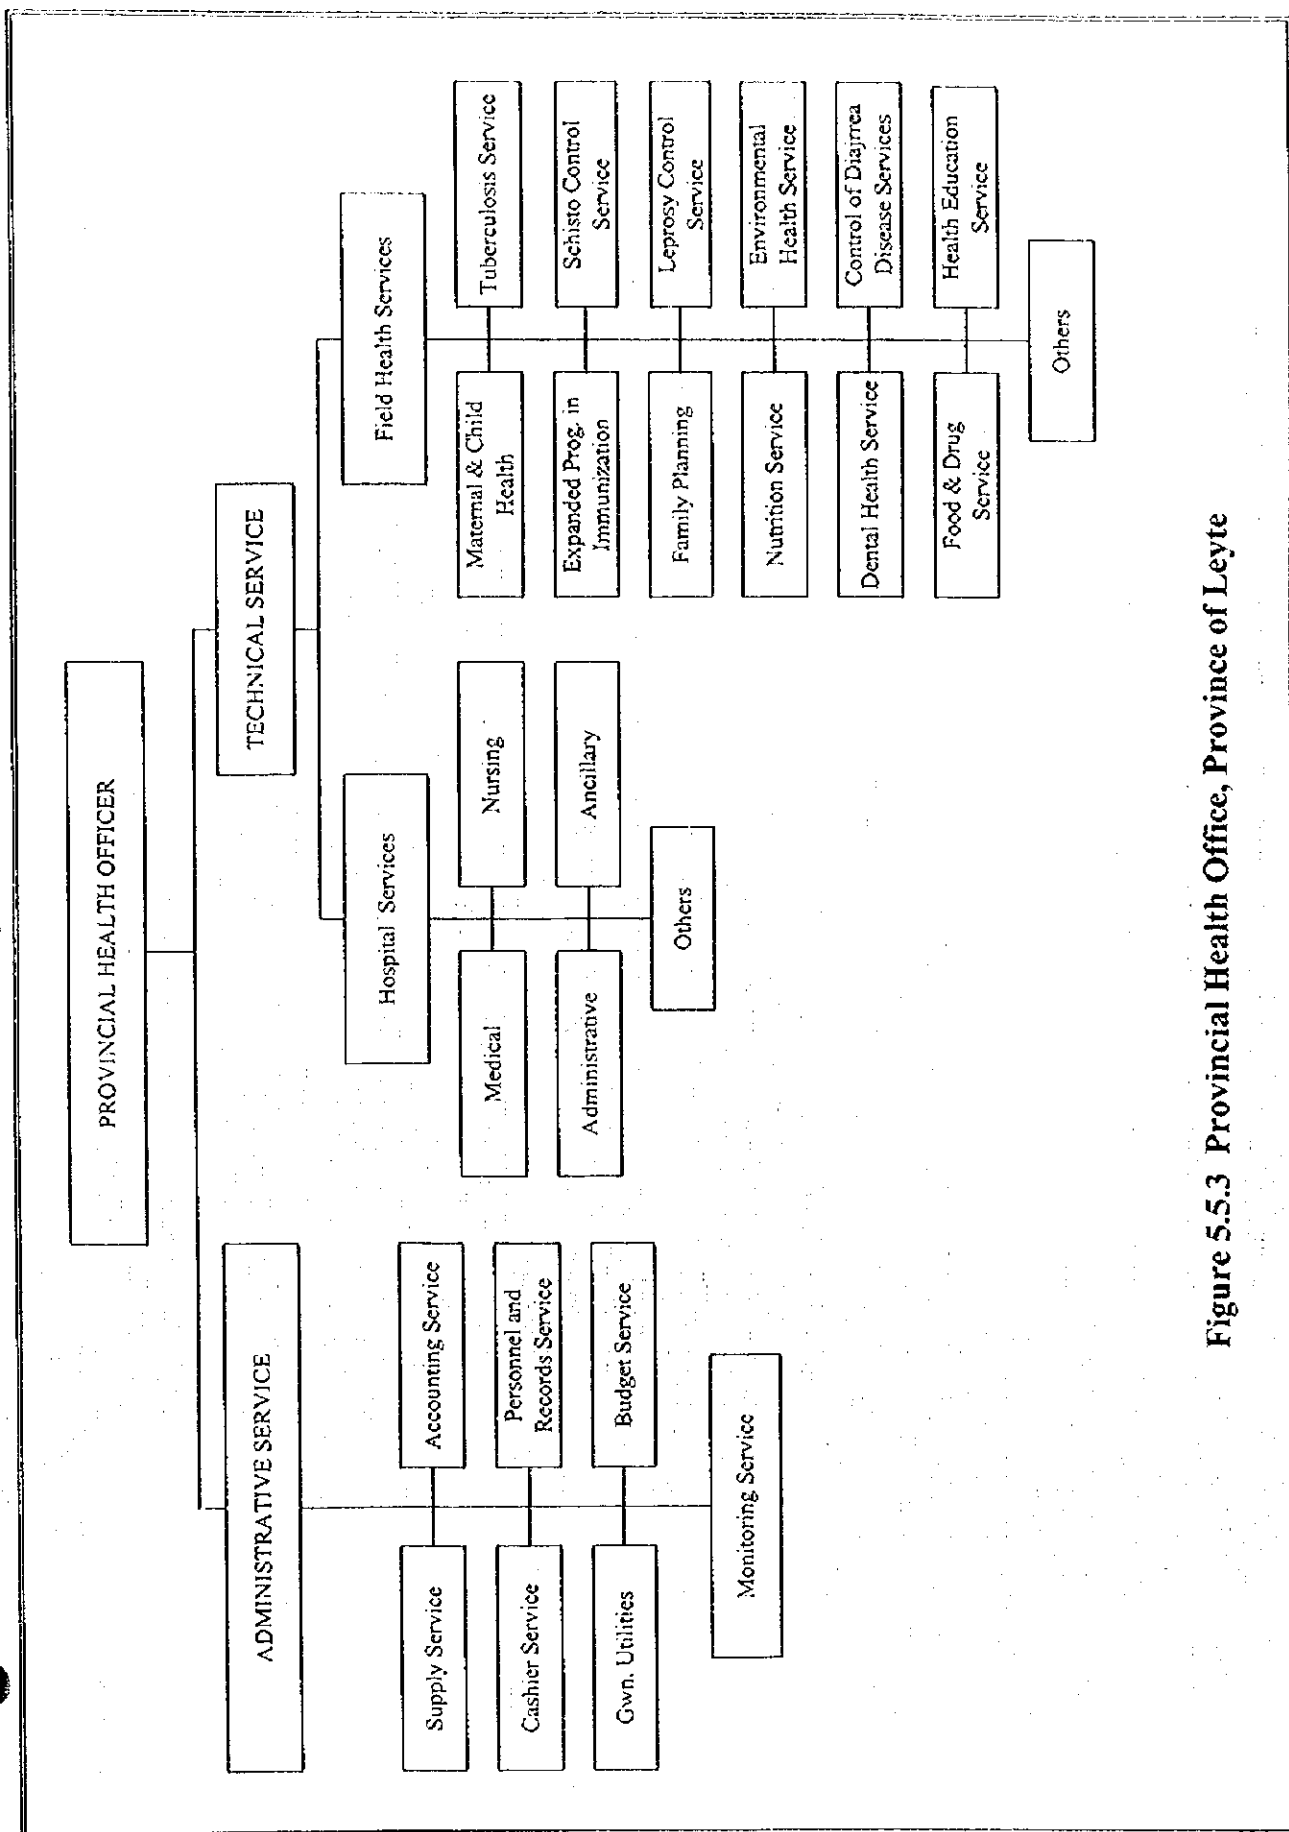 PROVINCIAL HEALTH OFFICER
ADMINISTRATIVE SERVICE
TECHNICAL SERVICE
Supply Service
Accounting Service
Cashier Service
Personnel and
Records Service
Gwn. Utilities
Budget Service
Monitoring Service
Hospital Services
Medical
Nursing
Administrative
Ancillary
Others
Field Health Services
Maternal & Child
Health
Tuberculosis Service
Expanded Prog. in
Immunization
Schisto Control
Service
Family Planning
Leprosy Control
Service
Nutrition Service
Environmental
Health Service
Dental Health Service
Control of Diajrrea
Disease Services
Food & Drug
Service
Health Education
Service
Others
Figure 5.5.3 Provincial Health Office, Province of Leyte